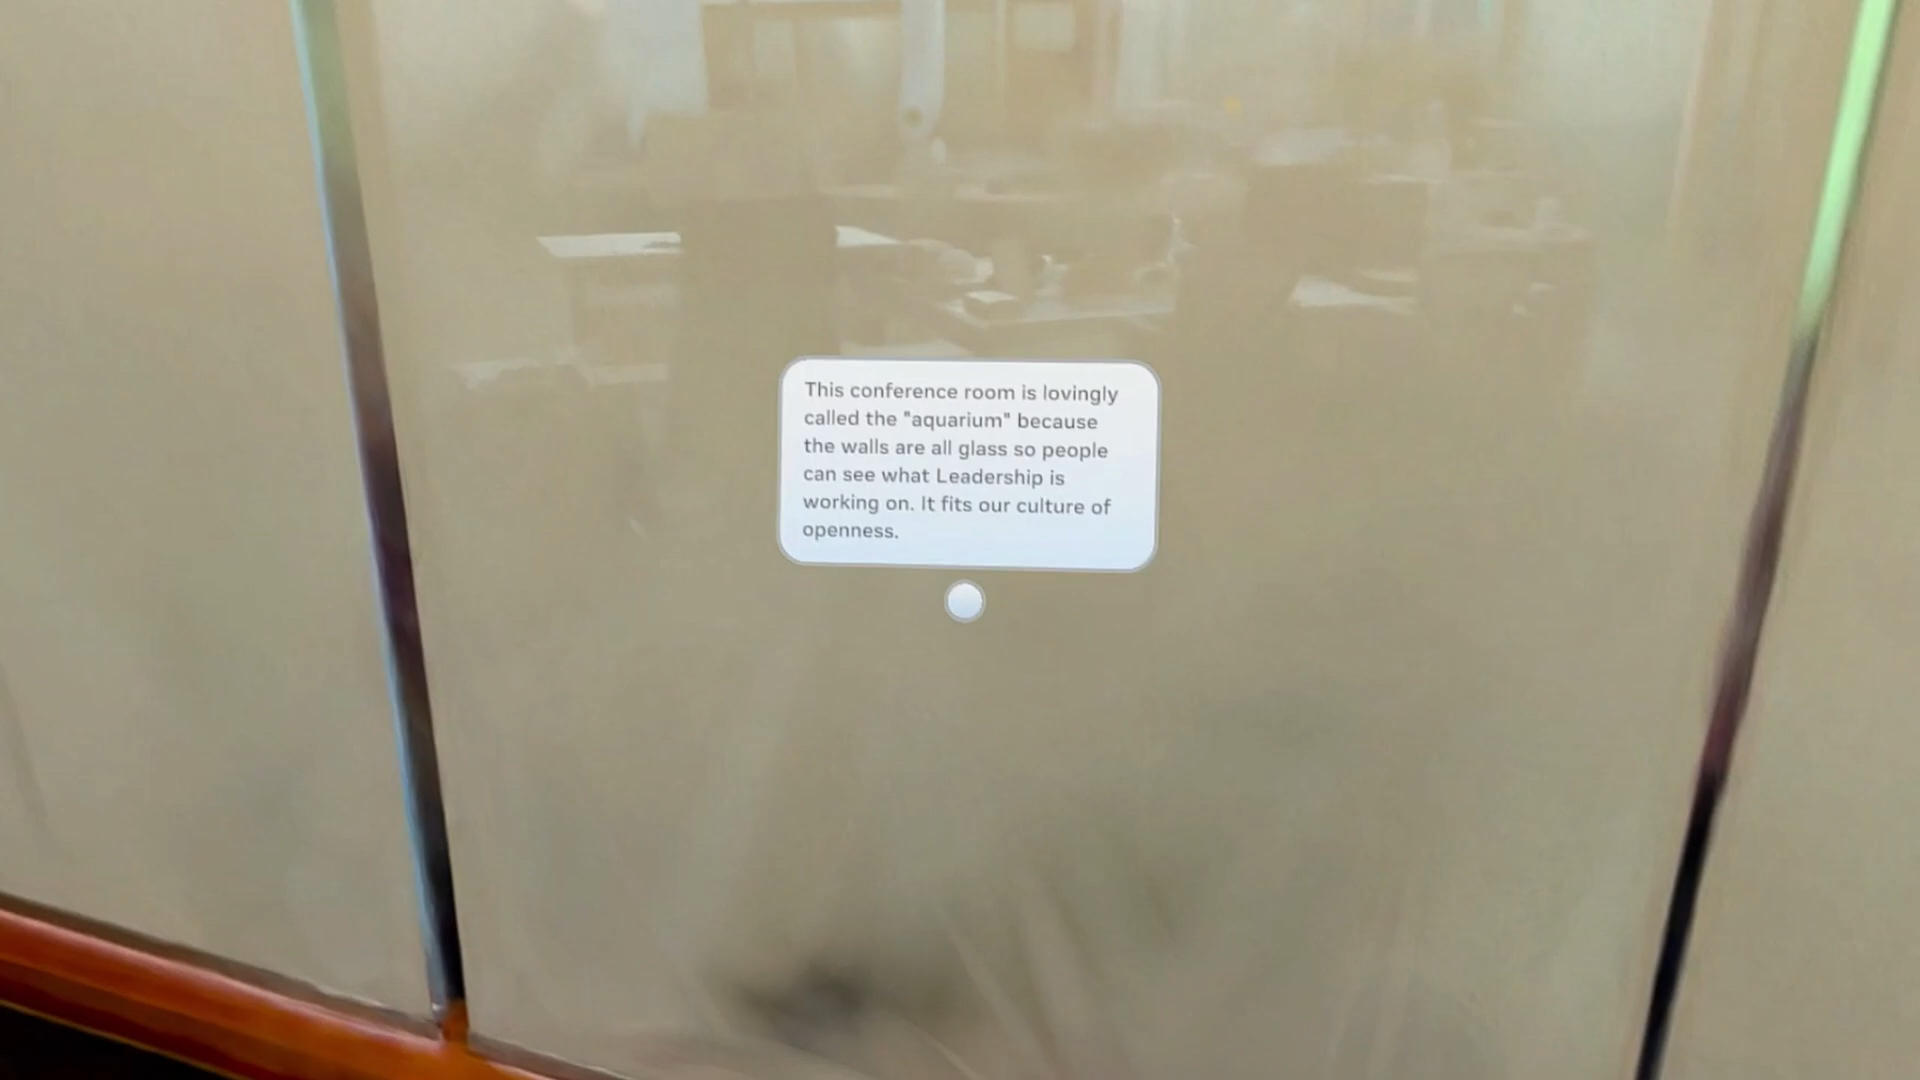 This conference room is lovingly
called the "aquarium" because
the walls are all glass so people
can see what Leadership is
working on. It fits our culture of
openness.